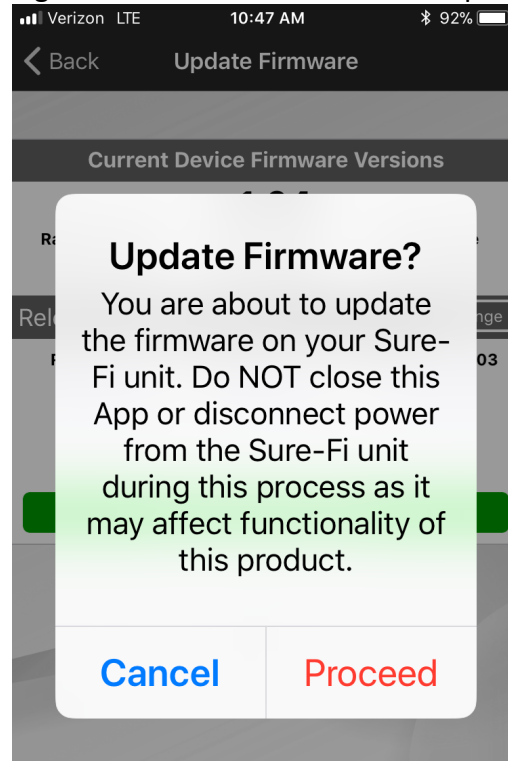 Verizon LTE 10:47 AM 92%
Back Update Firmware
Current Device Firmware Versions
Update Firmware?
You are about to update
the firmware on your Sure-
Fi unit. Do NOT close this
App or disconnect power
from the Sure-Fi unit
during this process as it
may affect functionality of
this product.
Cancel Proceed